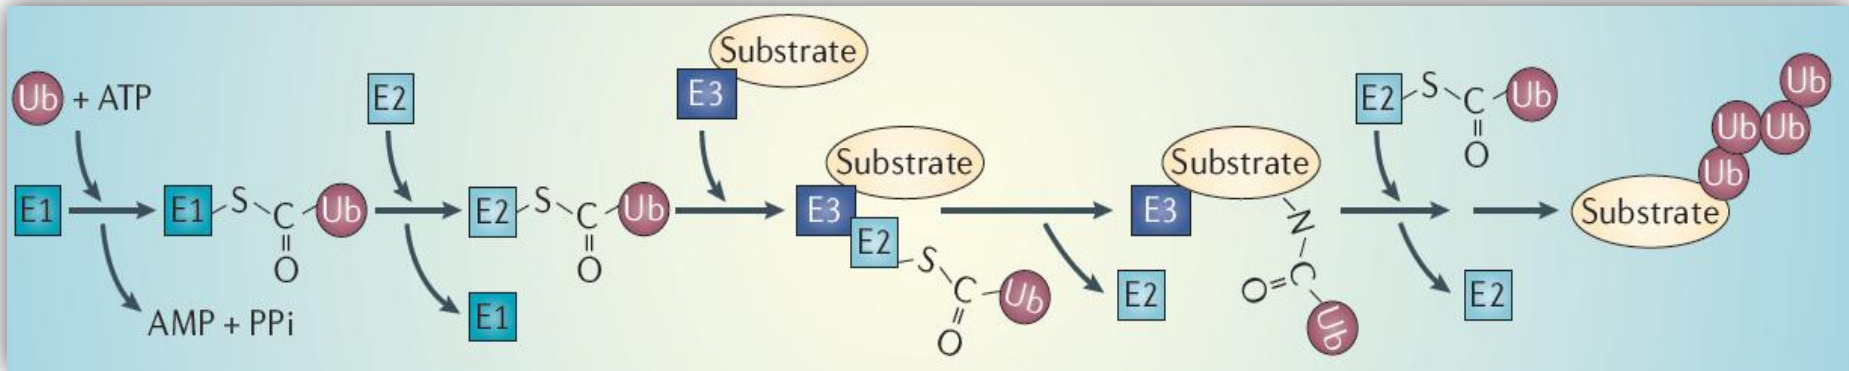 Ub + ATP
E1
E1 S C Ub
O
AMP + PPi
E2
E2 S C Ub
O
E1
Substrate
E3
Substrate
E3
E2 S C Ub
O
E2
Substrate
E3
N
C
O
Ub
E2 S C Ub
O
E2
Substrate
Ub
Ub Ub
Ub